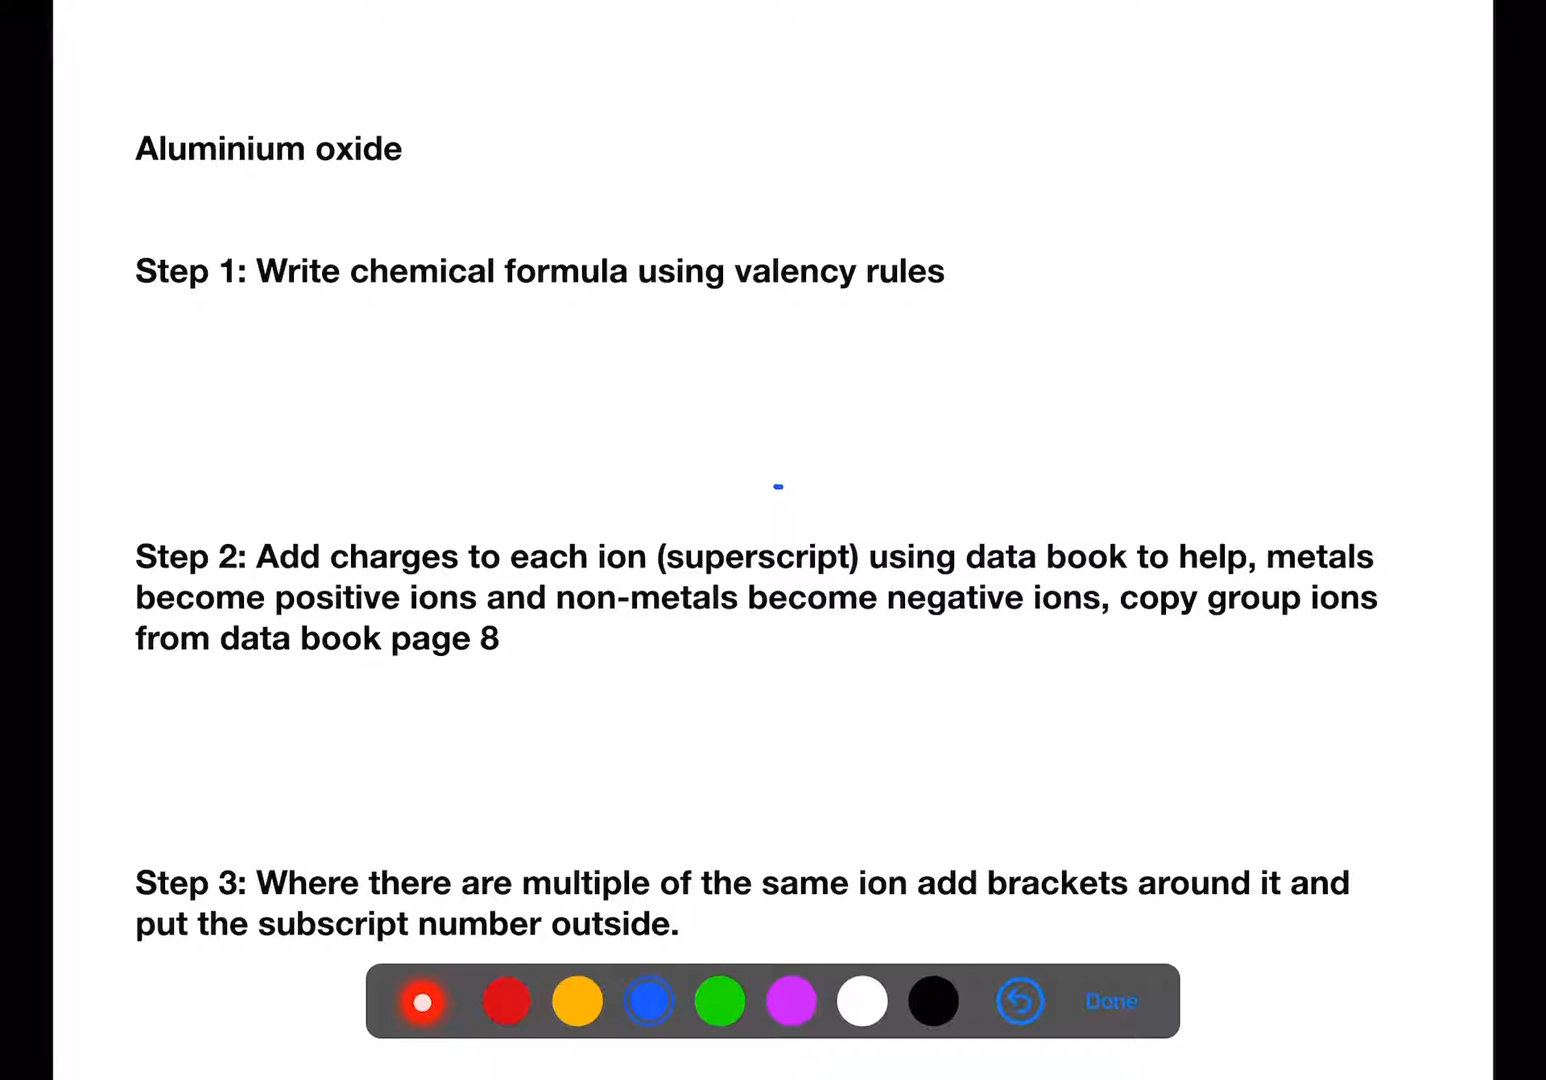 Aluminium oxide
Step 1: Write chemical formula using valency rules
Step 2: Add charges to each ion (superscript) using data book to help, metals
become positive ions and non-metals become negative ions, copy group ions
from data book page 8
Step 3: Where there are multiple of the same ion add brackets around it and
put the subscript number outside.
Done